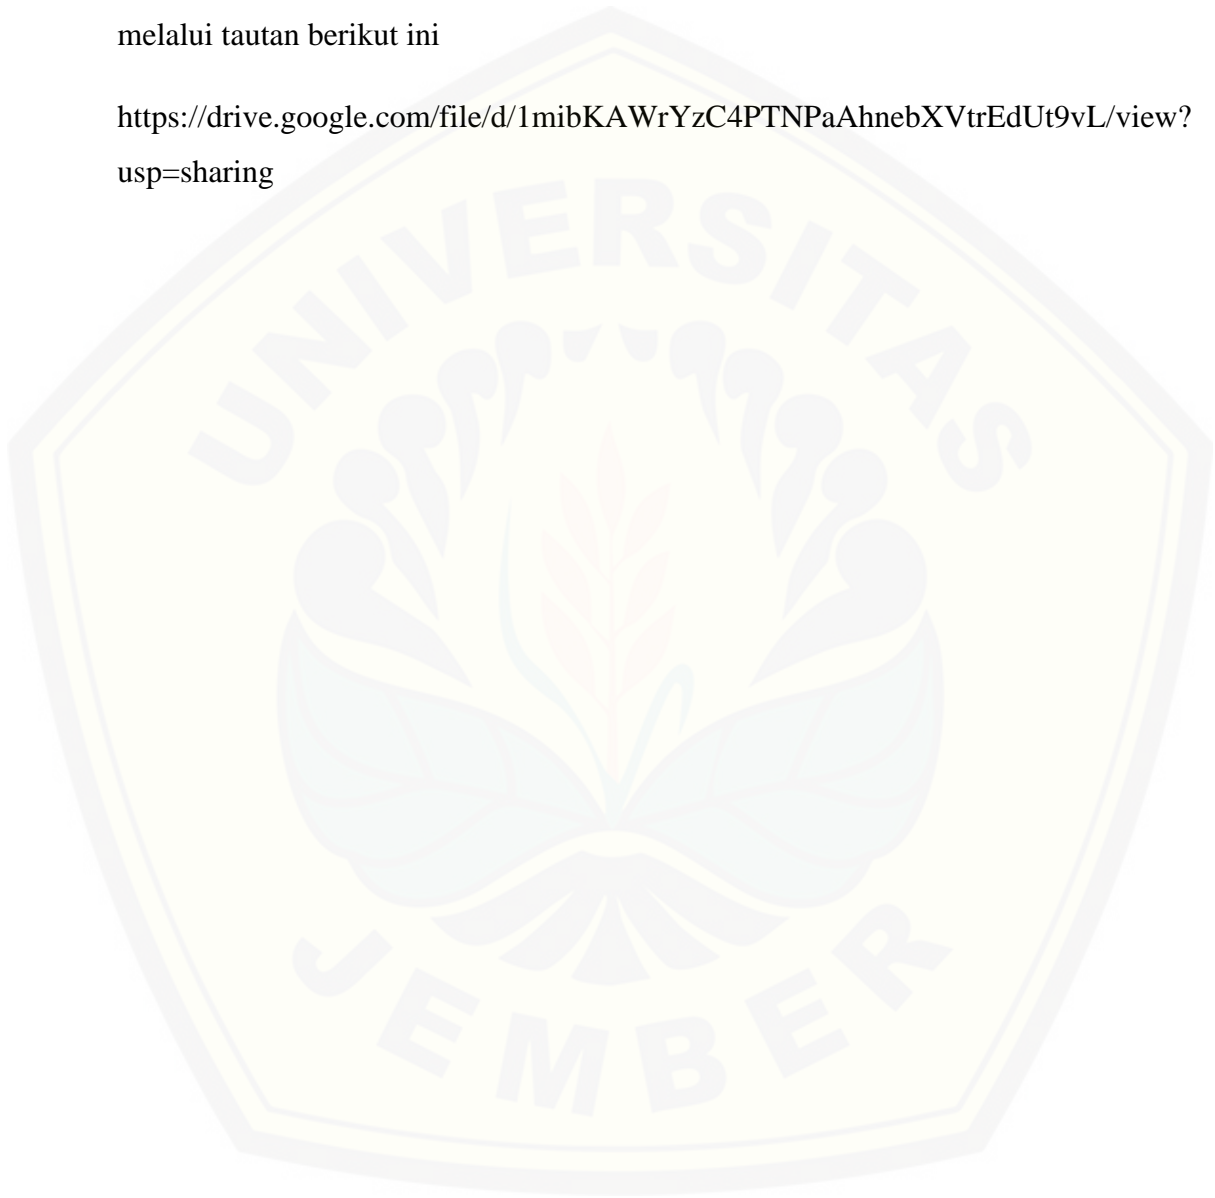 melalui tautan berikut ini
https://drive.google.com/file/d/1mibKAWrYzC4PTNPaAhnebXVtrEdUt9vL/view?
usp=sharing
UNIVERSITAS
JEMBER